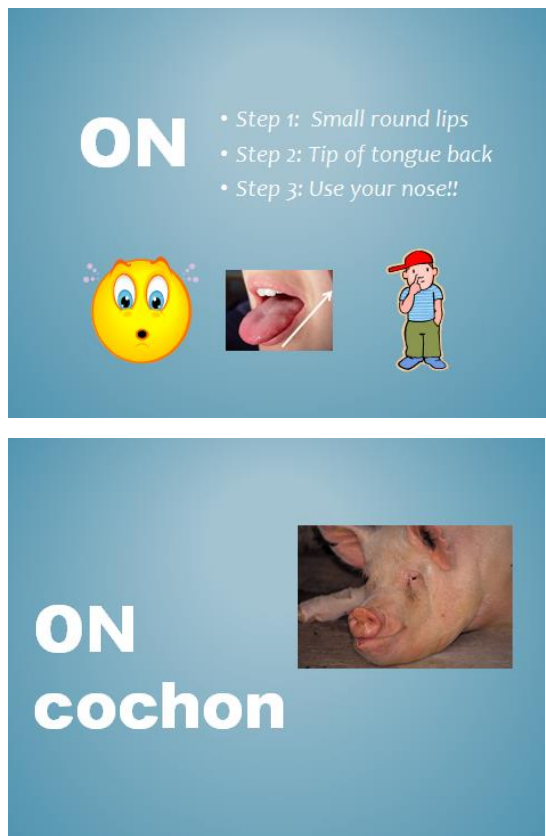 ON
• Step 1: Small round lips
• Step 2: Tip of tongue back
• Step 3: Use your nose!!
ON
cochon